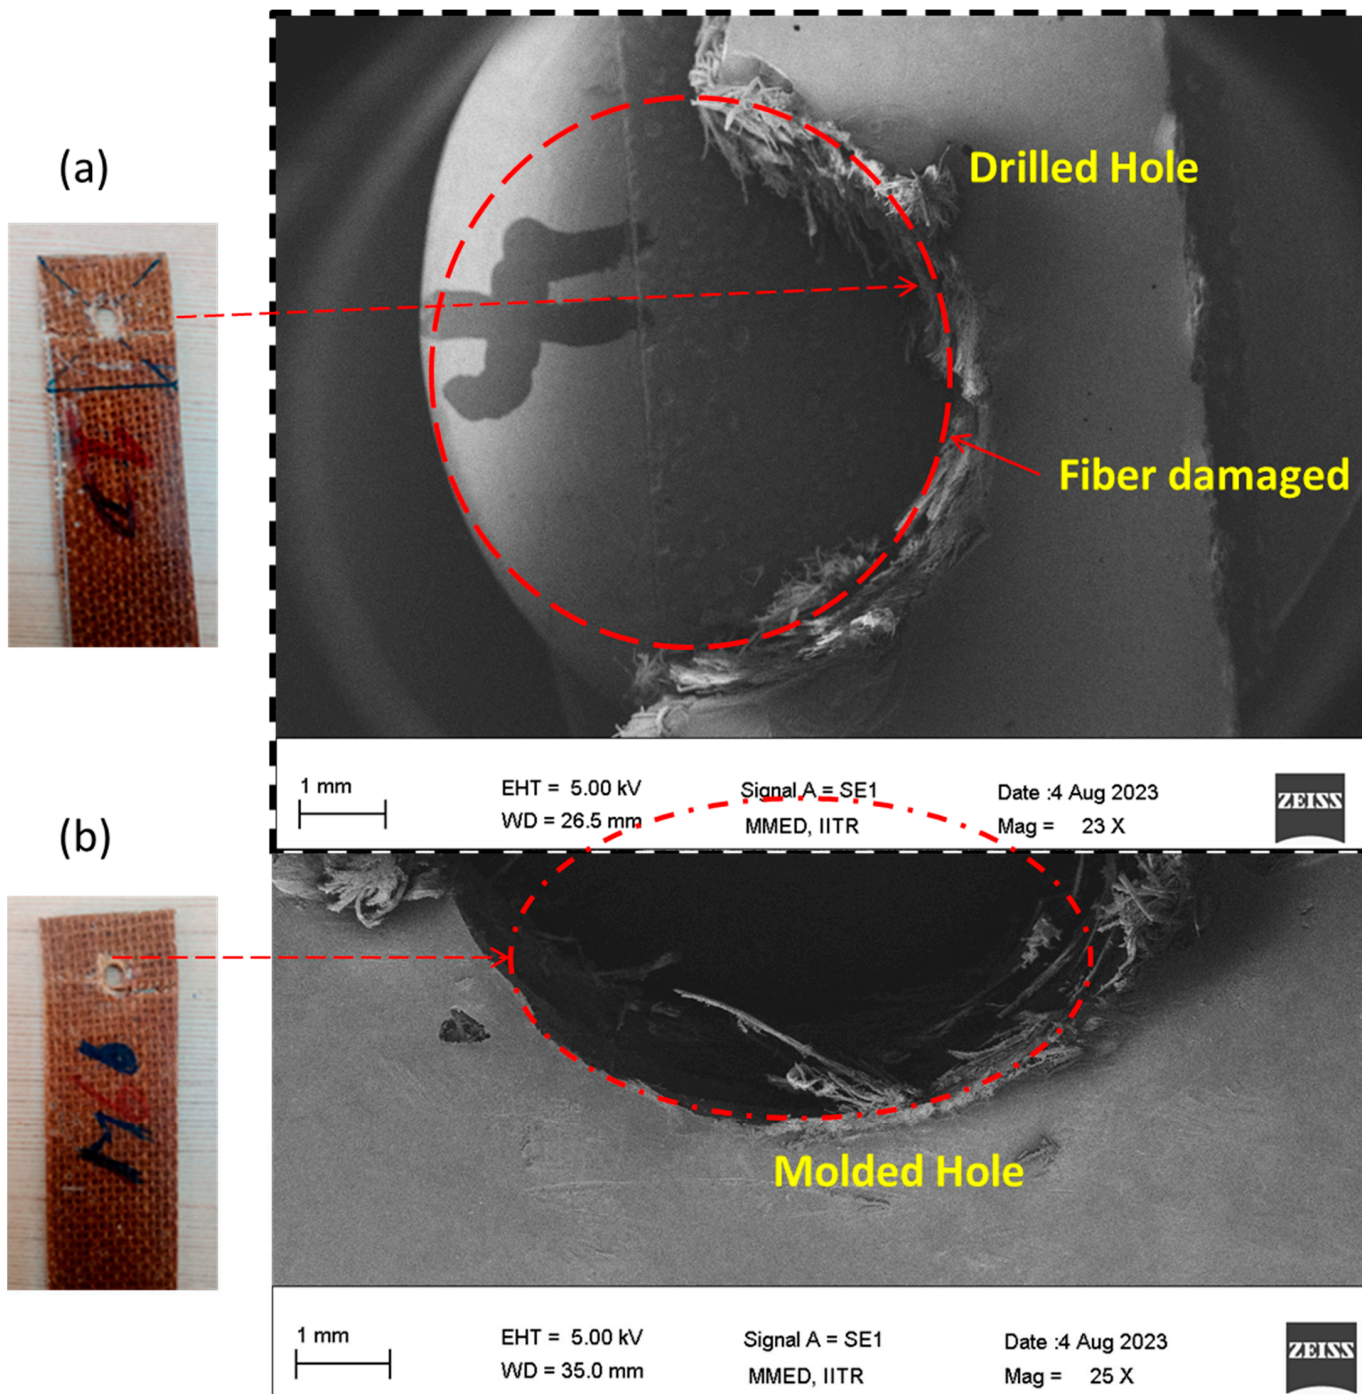 (a)
Drilled Hole
Fiber damaged
1 mm
EHT = 5.00 kV
Signal A = SE1
Date :4 Aug 2023
WD = 26.5 mm
MMED, IITR
Mag = 23 X
ZEISS
(b)
M68
Molded Hole
1 mm
EHT = 5.00 kV
Signal A = SE1
Date :4 Aug 2023
WD = 35.0 mm
MMED, IITR
Mag = 25 X
ZEISS